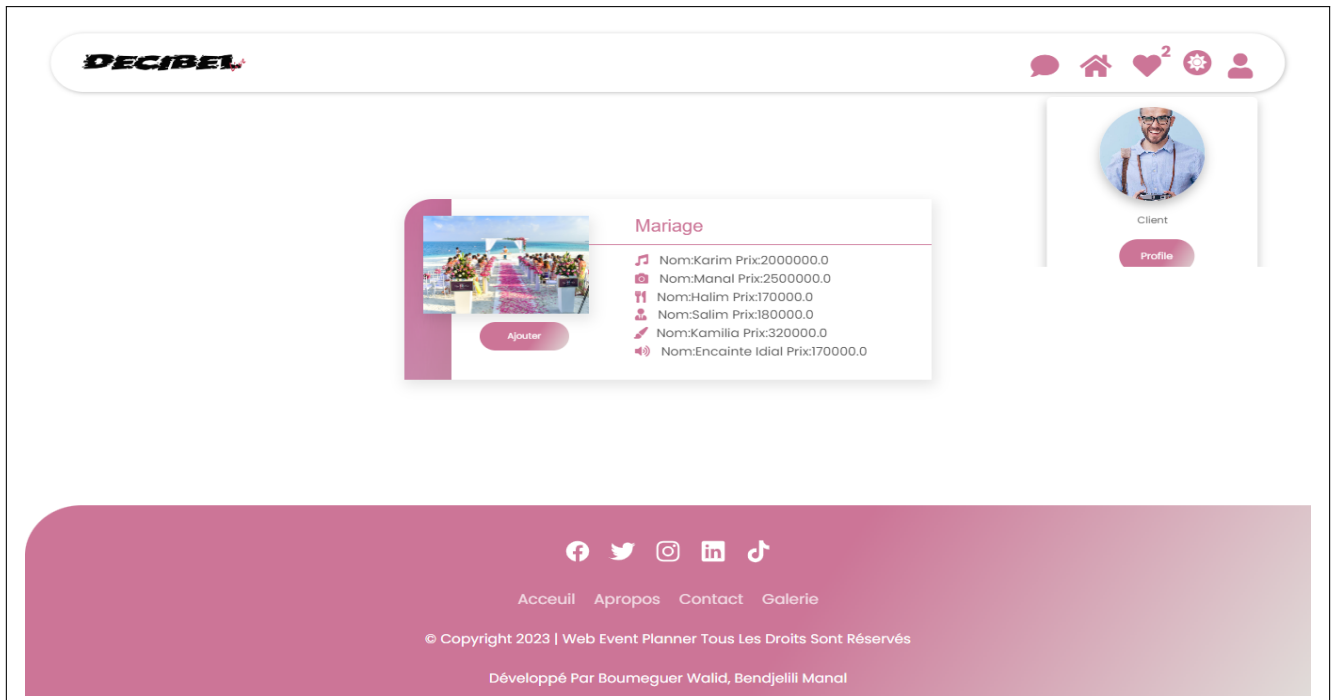 DECIBEL
2
Client
Profile
Mariage
Nom:Karim Prix:2000000.0
Nom:Manal Prix:2500000.0
Nom:Halim Prix:170000.0
Nom:Salim Prix:180000.0
Nom:Kamilia Prix:320000.0
Nom:Encainte Idial Prix:170000.0
Ajouter
Acceuil Apropos Contact Galerie
© Copyright 2023 | Web Event Planner Tous Les Droits Sont Réservés
Développé Par Boumeguer Walid, Bendjelili Manal